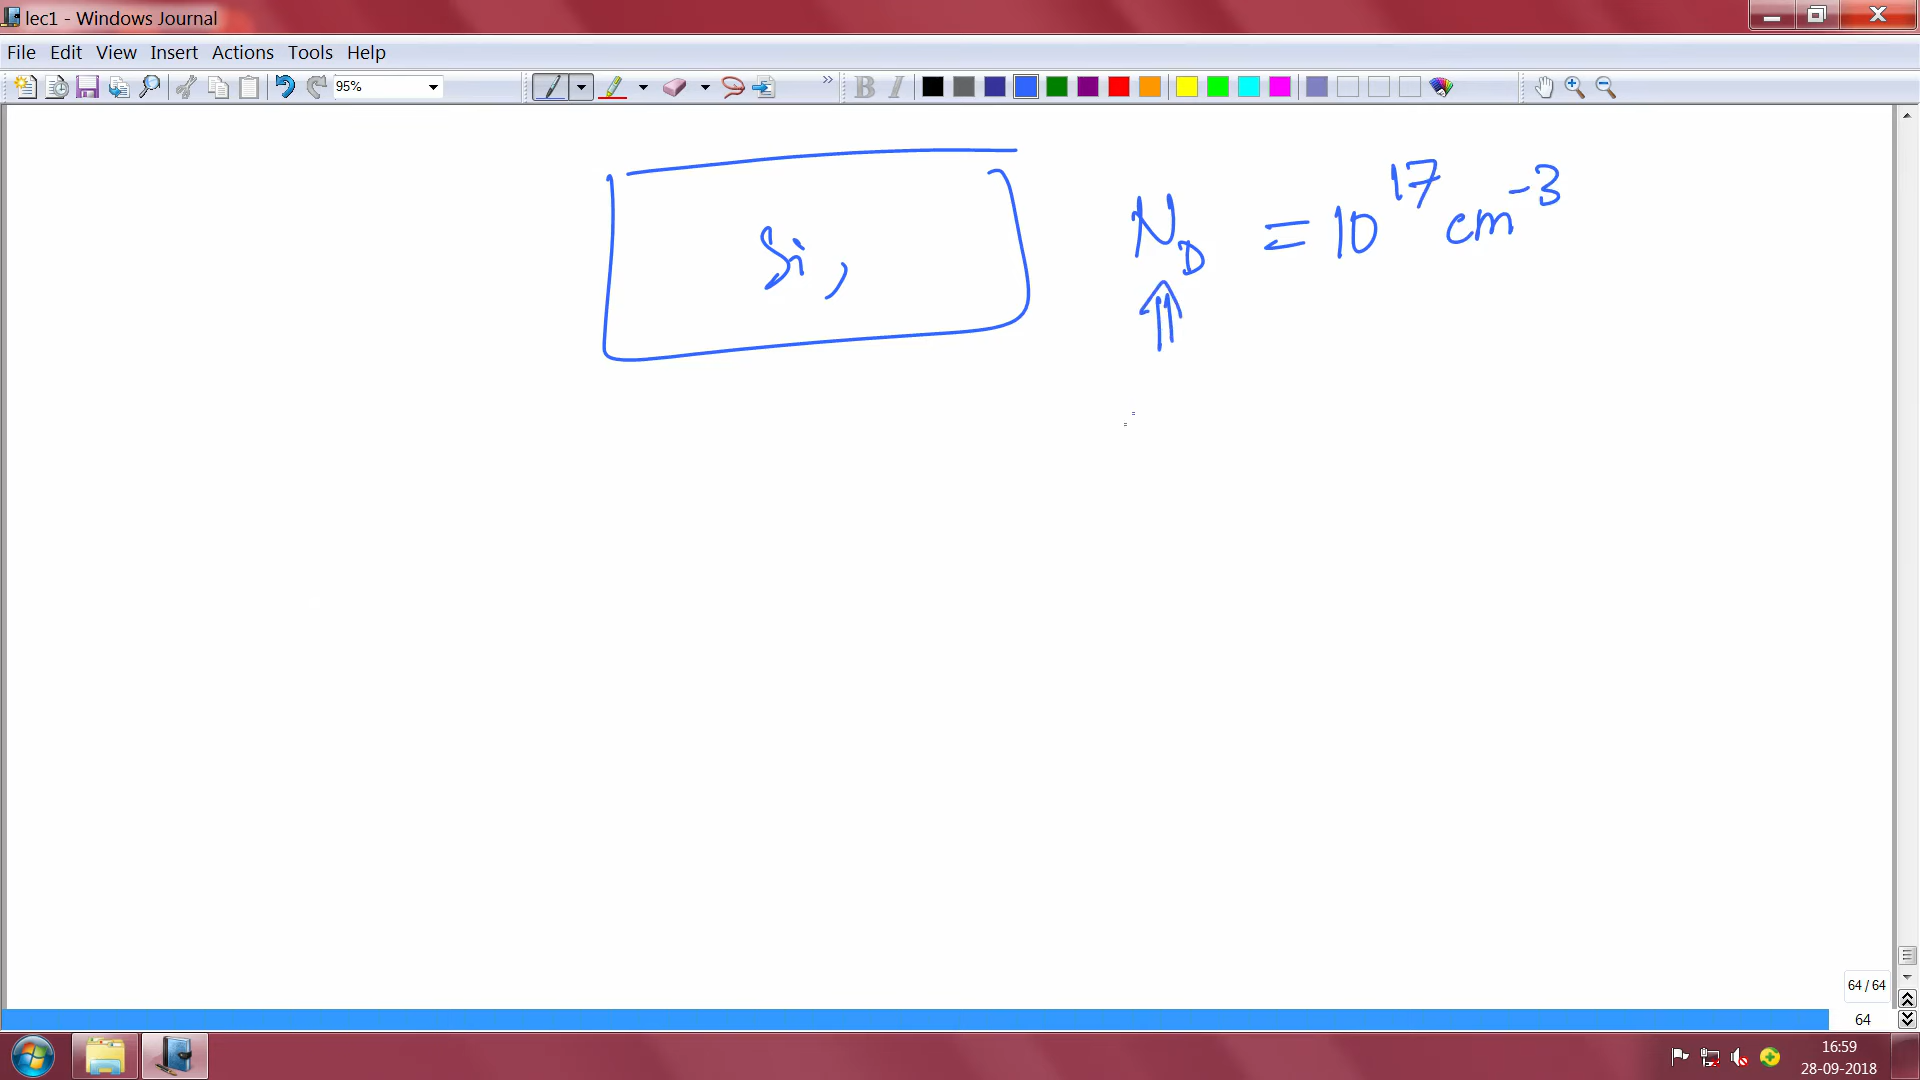 lec1 - Windows Journal
File Edit View Insert Actions Tools Help
95%
B I
Si, N_D = 10^17 cm^-3
64 / 64
64
16:59
28-09-2018